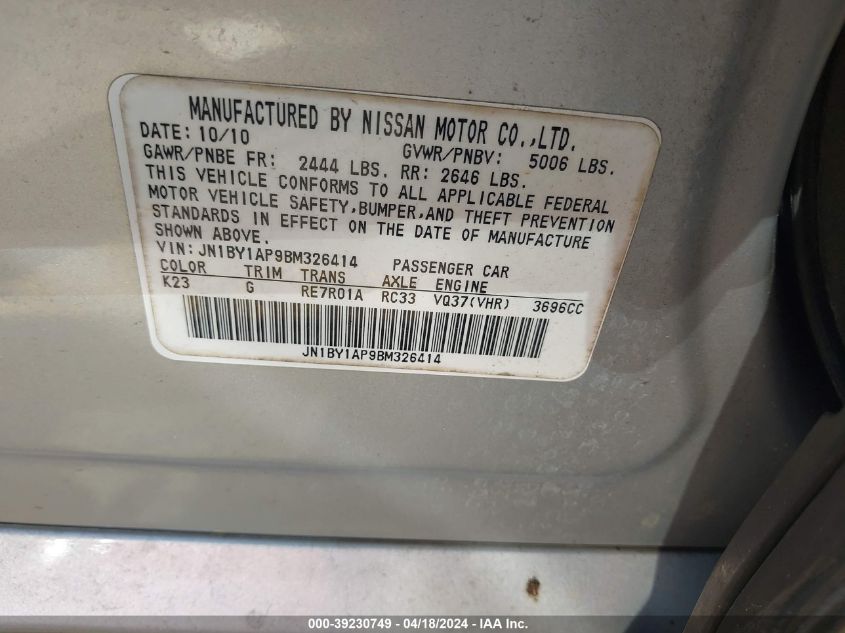 MANUFACTURED BY NISSAN MOTOR CO.,LTD.
DATE: 10/10 GVWR/PNBV: 5006 LBS.
GAWR/PNBE FR: 2444 LBS. RR: 2646 LBS.
THIS VEHICLE CONFORMS TO ALL APPLICABLE FEDERAL
MOTOR VEHICLE SAFETY,BUMPER,AND THEFT PREVENTION
STANDARDS IN EFFECT ON THE DATE OF MANUFACTURE
SHOWN ABOVE.
VIN: JN1BY1AP9BM326414 PASSENGER CAR
COLOR TRIM TRANS AXLE ENGINE
K23 G RE7R01A RC33 VQ37(VHR) 3696CC
JN1BY1AP9BM326414
000-39230749 - 04/18/2024 - IAA Inc.